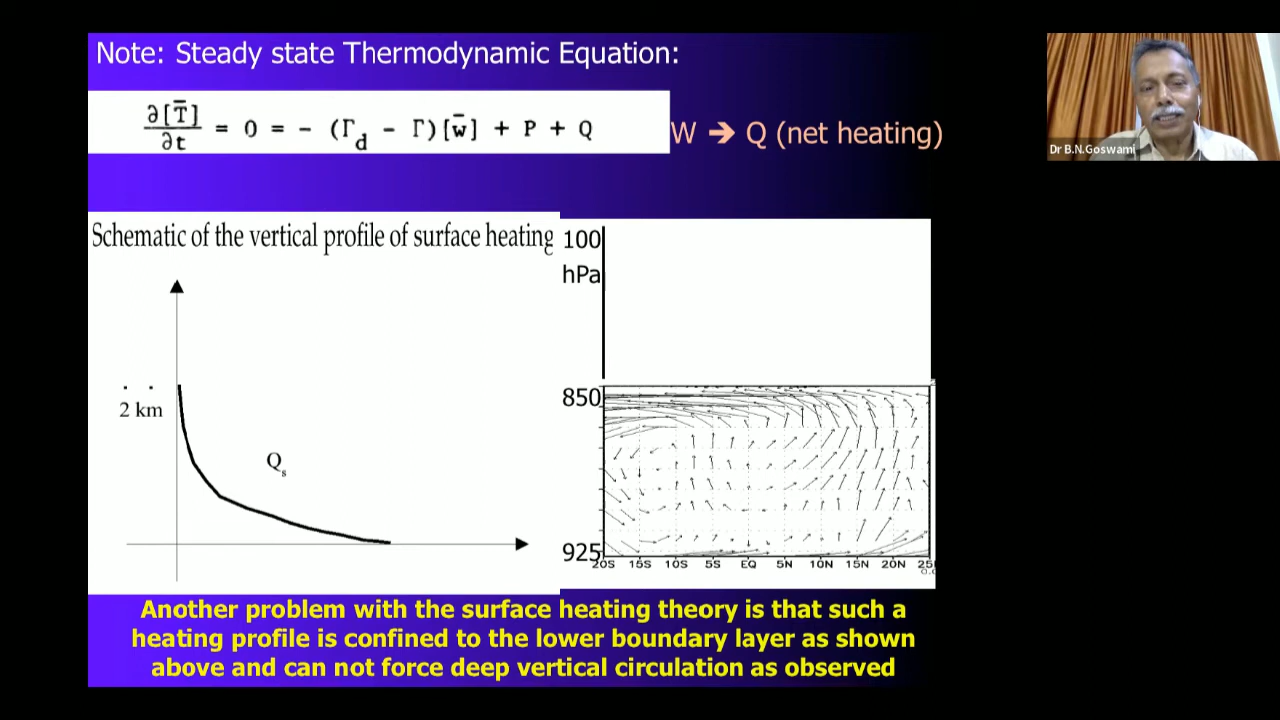 Note: Steady state Thermodynamic Equation:
∂[T̅]/∂t = 0 = - (Γd - Γ)[w̅] + P + Q
W ➔ Q (net heating)
Dr B.N.Goswami
Schematic of the vertical profile of surface heating
2 km
Qs
100
hPa
850
925
20S 15S 10S 5S EQ 5N 10N 15N 20N
Another problem with the surface heating theory is that such a
heating profile is confined to the lower boundary layer as shown
above and can not force deep vertical circulation as observed